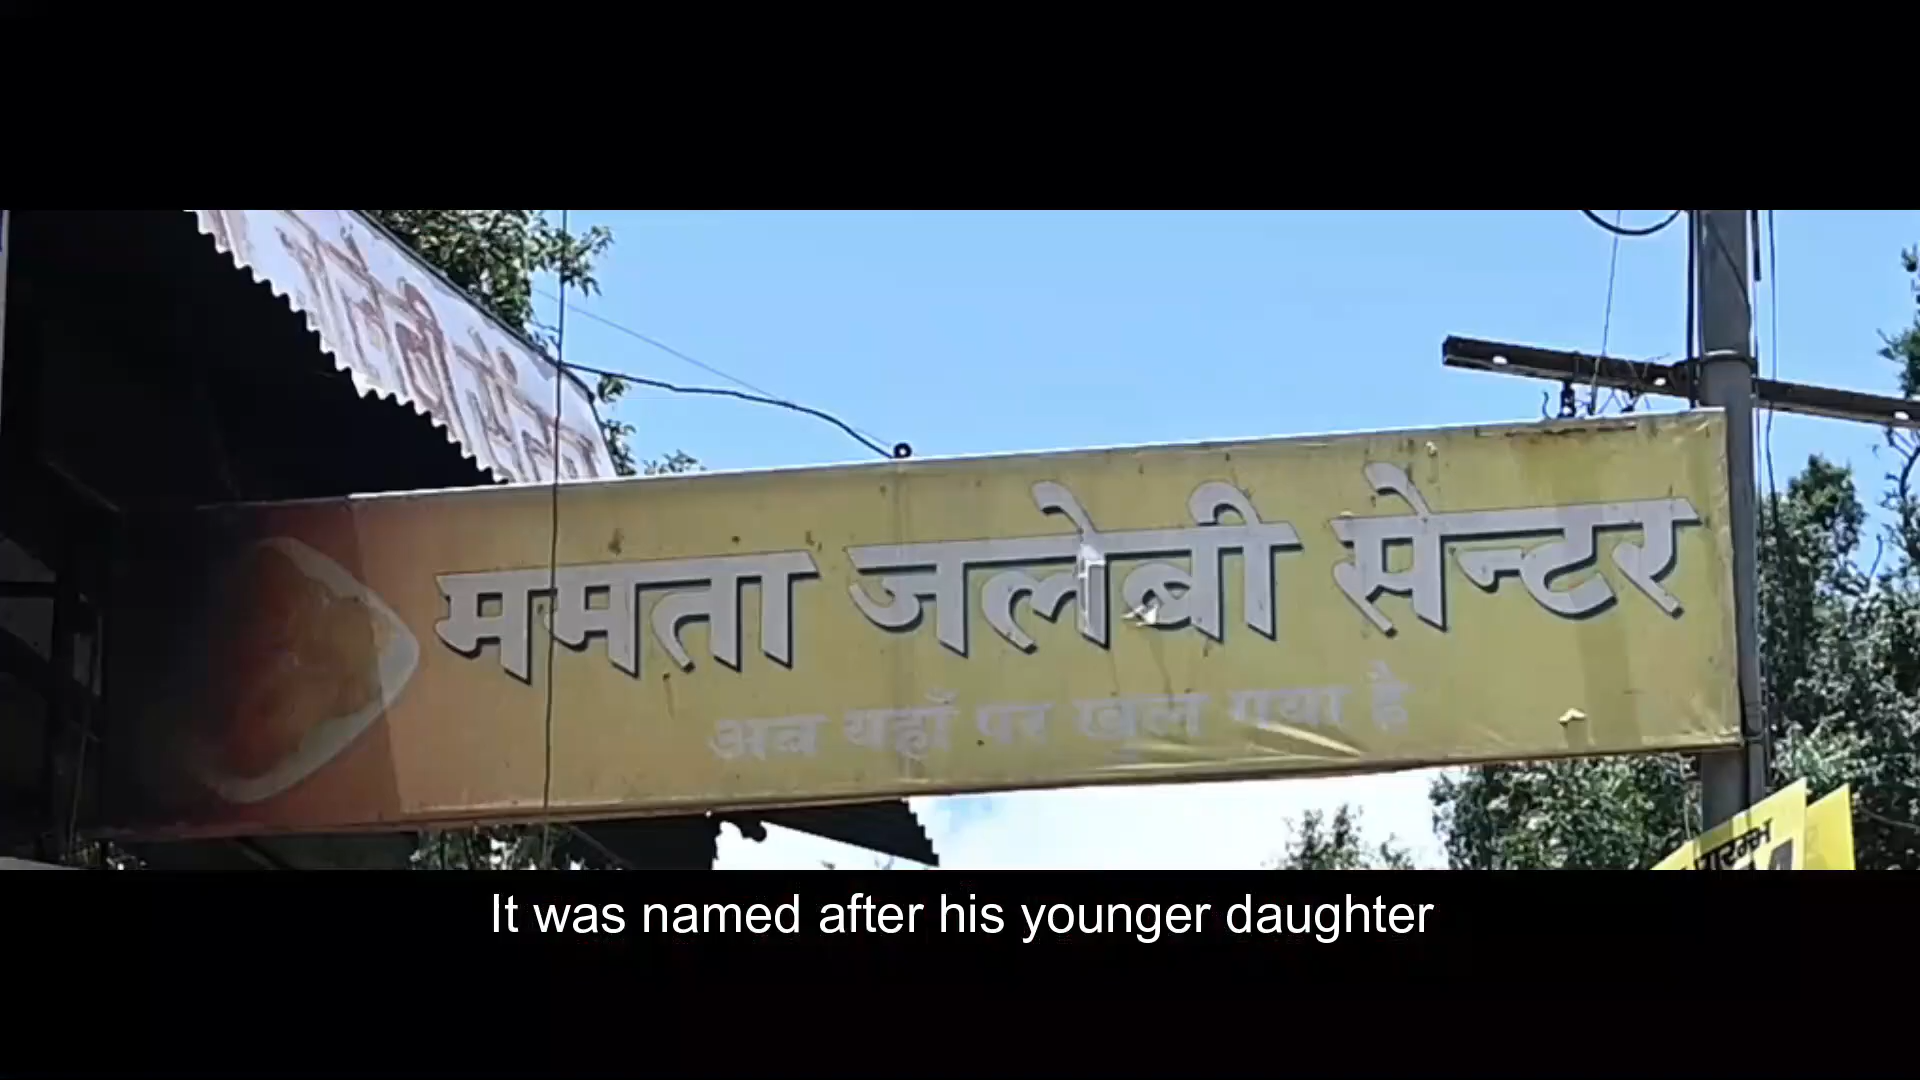 ममता जलेबी सेन्टर
अब यहाँ पर खुल गया है
It was named after his younger daughter